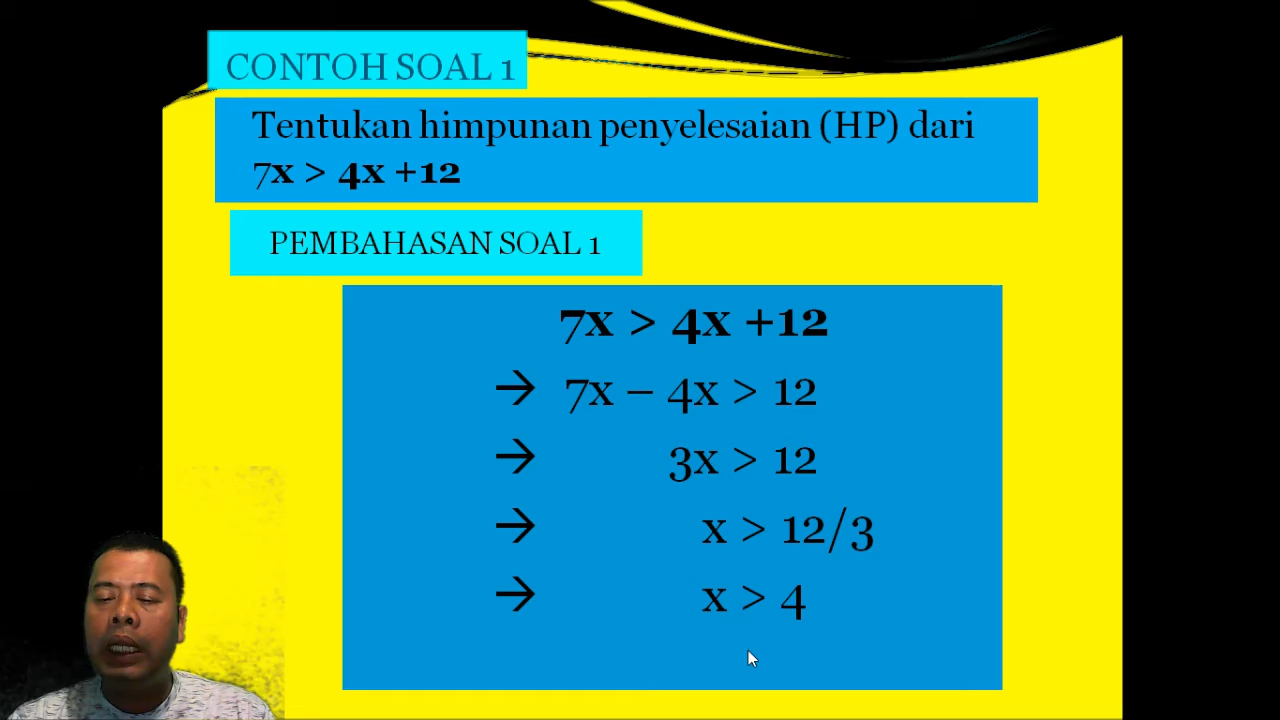 CONTOH SOAL 1
Tentukan himpunan penyelesaian (HP) dari
7x > 4x +12
PEMBAHASAN SOAL 1
7x > 4x +12
→ 7x – 4x > 12
→ 3x > 12
→ x > 12/3
→ x > 4